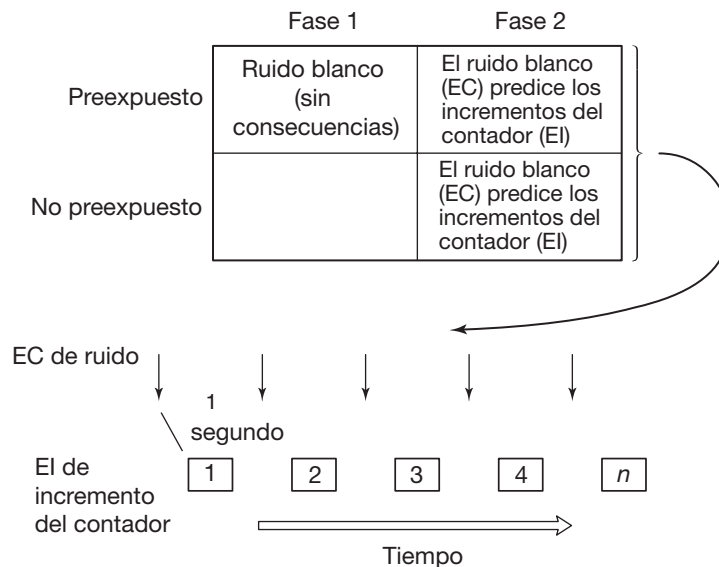 Fase 1 Fase 2
Preexpuesto
Ruido blanco
(sin
consecuencias)
El ruido blanco
(EC) predice los
incrementos del
contador (EI)
No preexpuesto
El ruido blanco
(EC) predice los
incrementos del
contador (EI)
EC de ruido
1
segundo
EI de
incremento
del contador
1 2 3 4 n
Tiempo